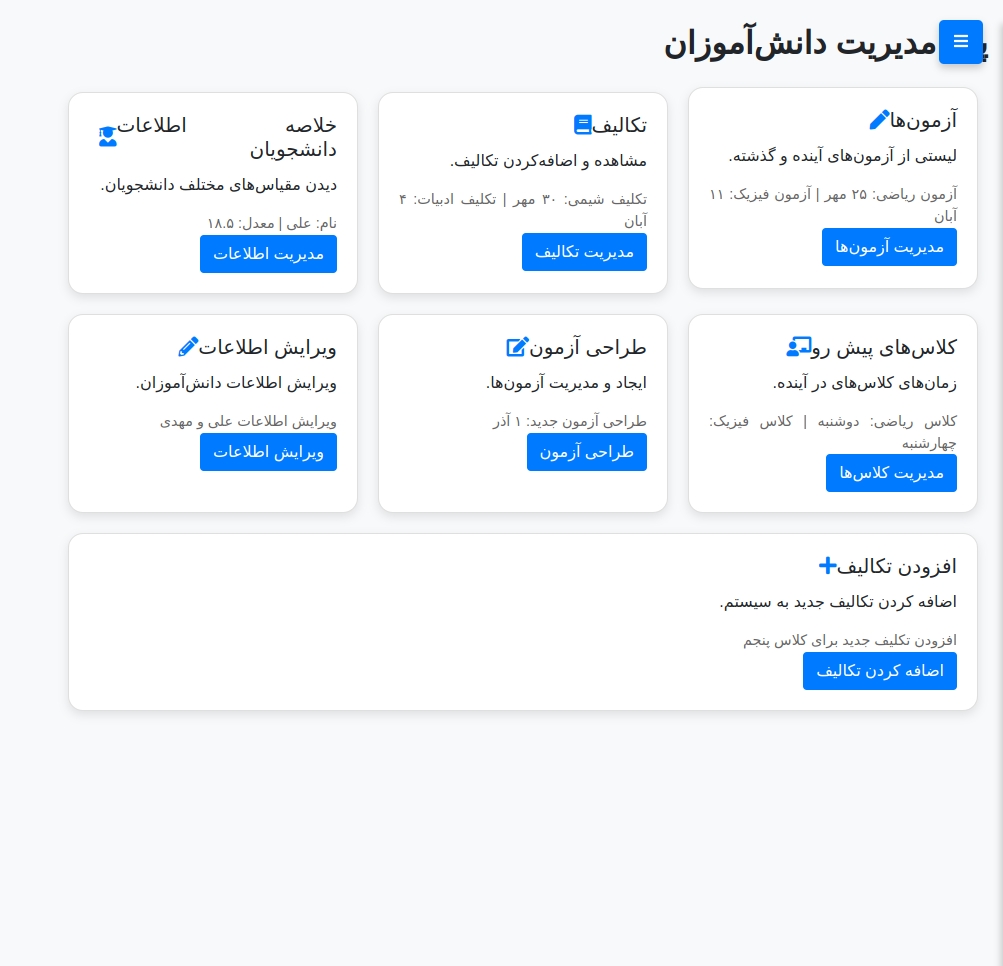 پ مدیریت دانش‌آموزان
آزمون‌ها
لیستی از آزمون‌های آینده و گذشته.
آزمون ریاضی: ۲۵ مهر | آزمون فیزیک: ۱۱
آبان
مدیریت آزمون‌ها
تکالیف
مشاهده و اضافه‌کردن تکالیف.
تکلیف شیمی: ۳۰ مهر | تکلیف ادبیات: ۴
آبان
مدیریت تکالیف
خلاصه اطلاعات
دانشجویان
دیدن مقیاس‌های مختلف دانشجویان.
نام: علی | معدل: ۱۸.۵
مدیریت اطلاعات
کلاس‌های پیش رو
زمان‌های کلاس‌های در آینده.
کلاس ریاضی: دوشنبه | کلاس فیزیک:
چهارشنبه
مدیریت کلاس‌ها
طراحی آزمون
ایجاد و مدیریت آزمون‌ها.
طراحی آزمون جدید: ۱ آذر
طراحی آزمون
ویرایش اطلاعات
ویرایش اطلاعات دانش‌آموزان.
ویرایش اطلاعات علی و مهدی
ویرایش اطلاعات
افزودن تکالیف
اضافه کردن تکالیف جدید به سیستم.
افزودن تکلیف جدید برای کلاس پنجم
اضافه کردن تکالیف